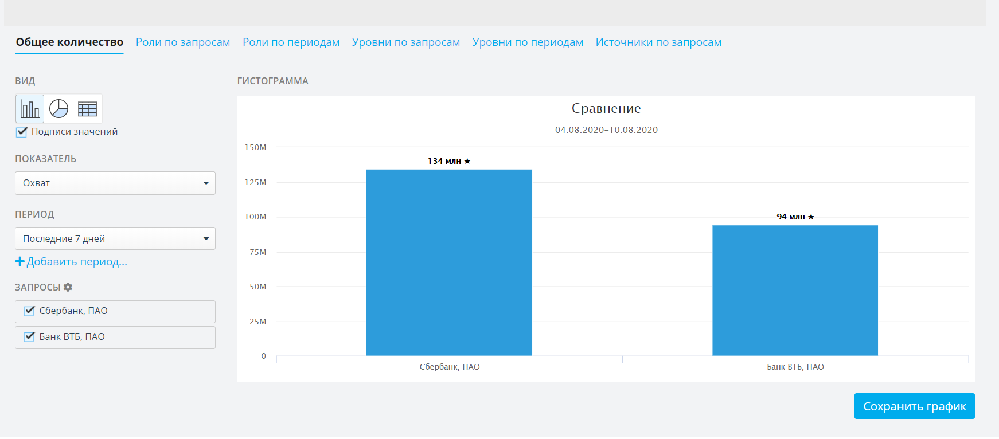 Общее количество Роли по запросам Роли по периодам Уровни по запросам Уровни по периодам Источники по запросам
ВИД
Подписи значений
ПОКАЗАТЕЛЬ
Охват
ПЕРИОД
Последние 7 дней
Добавить период...
ЗАПРОСЫ
Сбербанк, ПАО
Банк ВТБ, ПАО
ГИСТОГРАММА
Сравнение
04.08.2020–10.08.2020
150M
134 млн ★
125M
100M
94 млн ★
75M
50M
25M
0
Сбербанк, ПАО Банк ВТБ, ПАО
Сохранить график